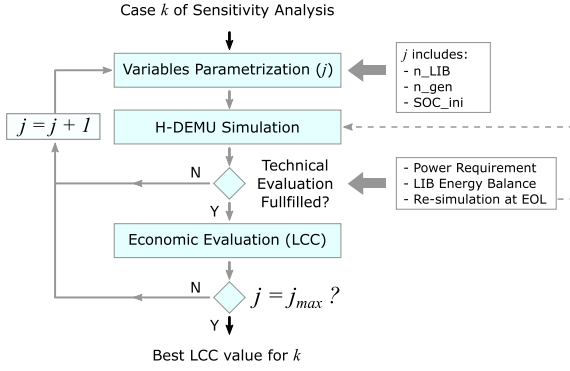 Case k of Sensitivity Analysis
Variables Parametrization (j)
j includes:
- n_LIB
- n_gen
- SOC_ini
j = j + 1
H-DEMU Simulation
N
Technical
Evaluation
Fullfilled?
- Power Requirement
- LIB Energy Balance
- Re-simulation at EOL
Y
Economic Evaluation (LCC)
N
j = jmax ?
Y
Best LCC value for k